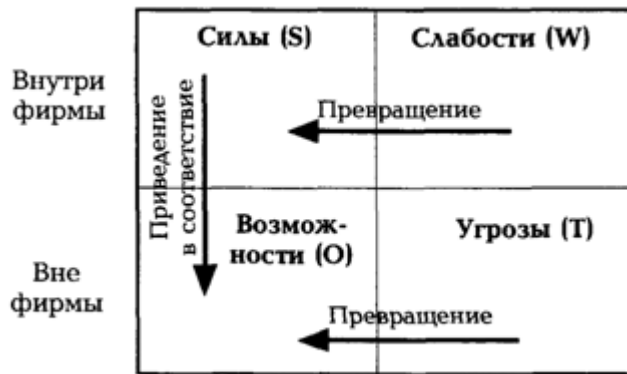 Силы (S)
Слабости (W)
Внутри
фирмы
Приведение
в соответствие
Превращение
Возмож-
ности (O)
Угрозы (T)
Вне
фирмы
Превращение